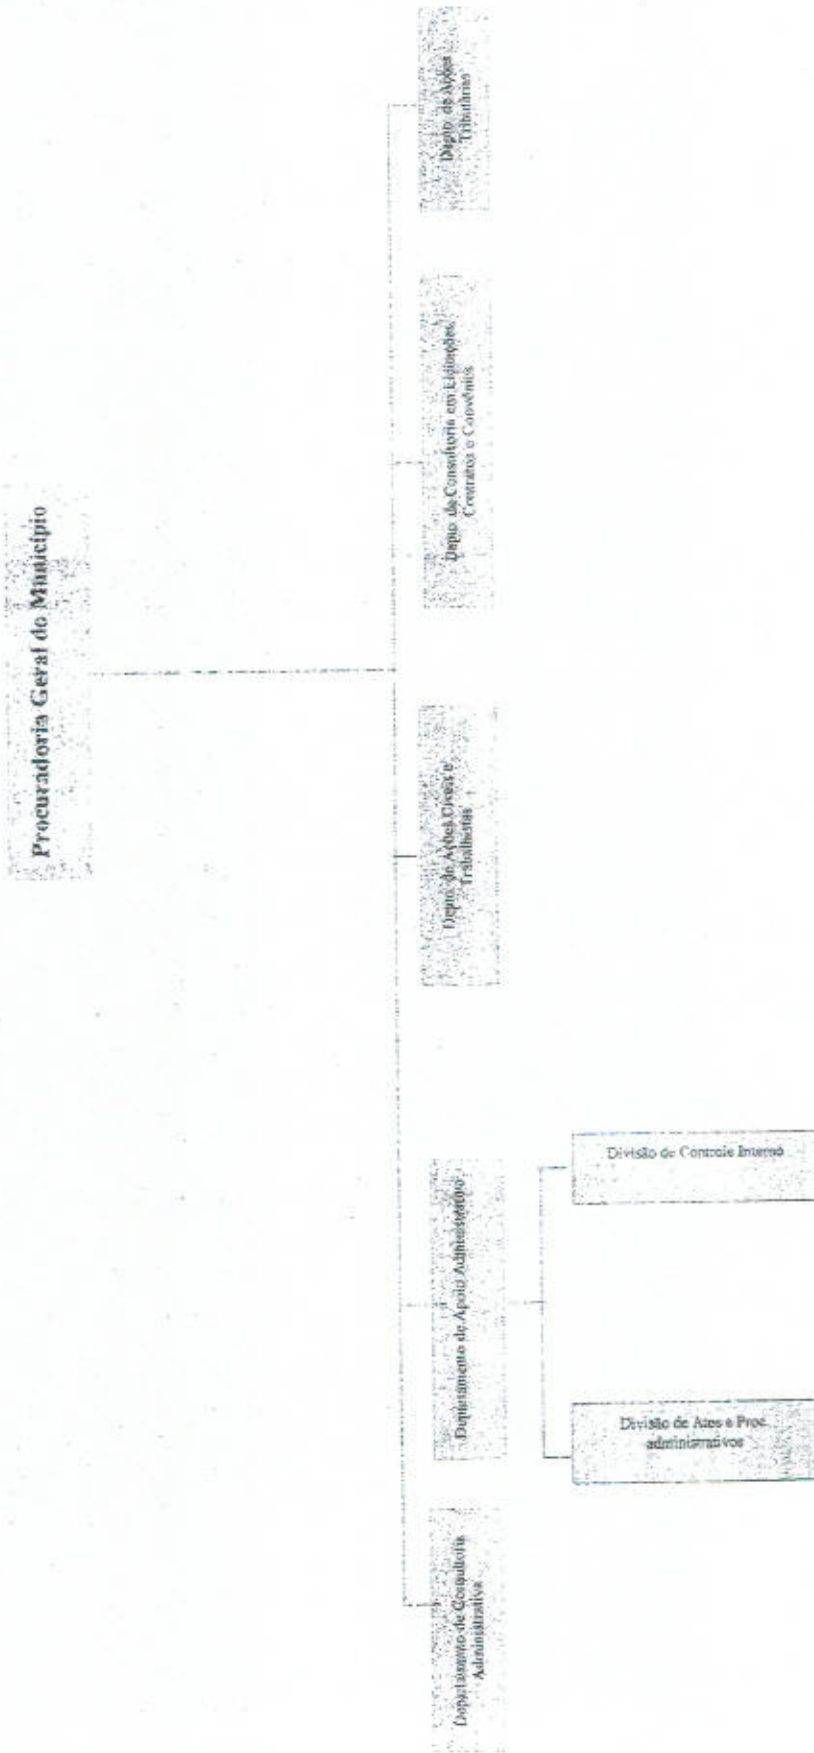 Procuradoria Geral do Município
Departamento de Consultoria
Administrativa
Departamento de Apoio Administrativo
Depto. de Ações Cíveis e
Trabalhistas
Depto. de Consultoria em Licitações,
Contratos e Convênios
Depto. de Ações
Tributárias
Divisão de Atos e Proc.
administrativos
Divisão de Controle Interno